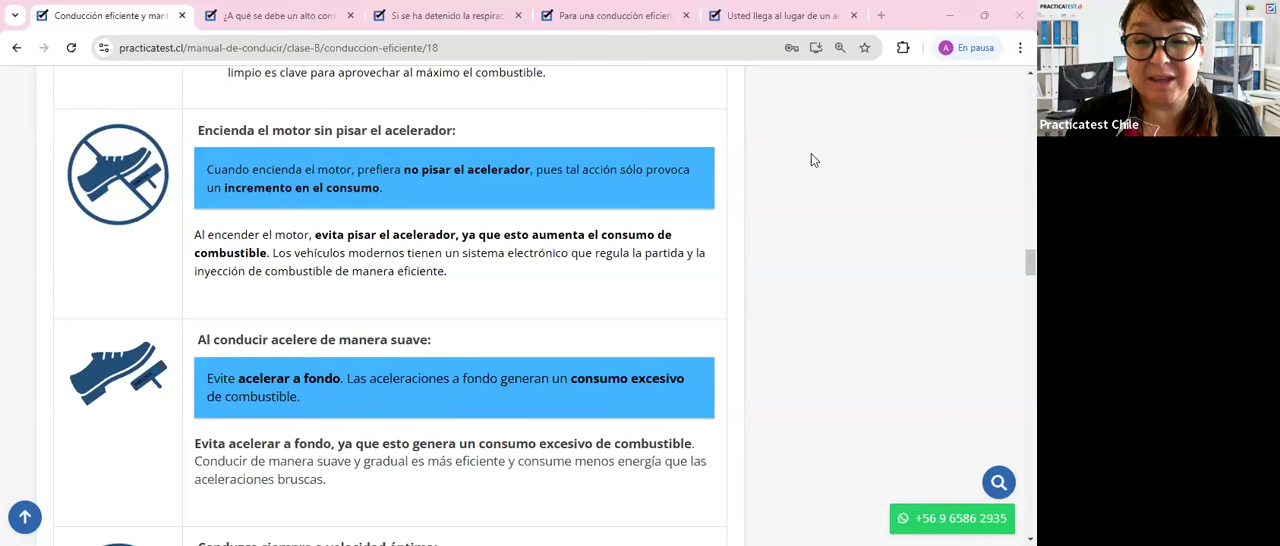 Conducción eficiente y mant
¿A qué se debe un alto cons
Si se ha detenido la respirac
Para una conducción eficien
Usted llega al lugar de un a
practicatest.cl/manual-de-conducir/clase-B/conduccion-eficiente/18
A En pausa
PRACTICATEST.cl
Practicatest Chile
limpio es clave para aprovechar al máximo el combustible.
Encienda el motor sin pisar el acelerador:
Cuando encienda el motor, prefiera no pisar el acelerador, pues tal acción sólo provoca
un incremento en el consumo.
Al encender el motor, evita pisar el acelerador, ya que esto aumenta el consumo de
combustible. Los vehículos modernos tienen un sistema electrónico que regula la partida y la
inyección de combustible de manera eficiente.
Al conducir acelere de manera suave:
Evite acelerar a fondo. Las aceleraciones a fondo generan un consumo excesivo
de combustible.
Evita acelerar a fondo, ya que esto genera un consumo excesivo de combustible.
Conducir de manera suave y gradual es más eficiente y consume menos energía que las
aceleraciones bruscas.
+56 9 6586 2935
Conduzca siempre a velocidad óptima: